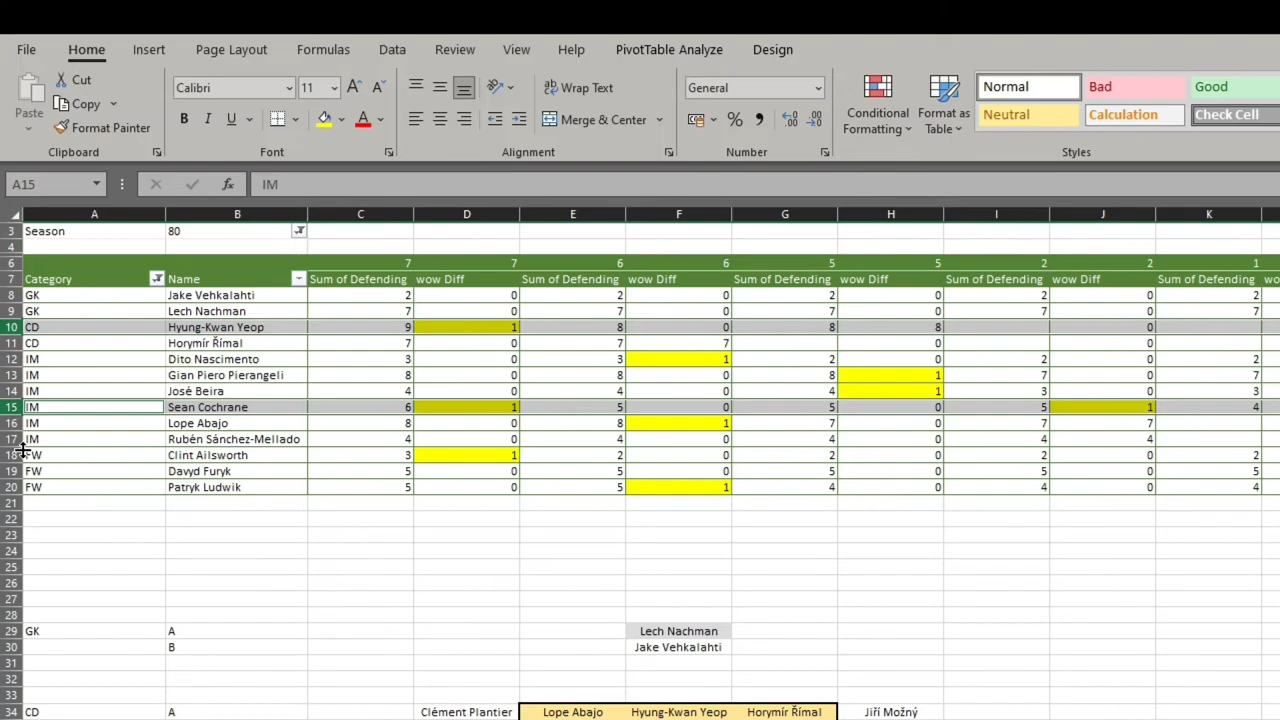 File Home Insert Page Layout Formulas Data Review View Help PivotTable Analyze Design
Paste Cut Copy Format Painter Clipboard
Calibri 11 A A B I U A Font
Wrap Text Merge & Center Alignment
General % 9 Number
Conditional Formatting Format as Table
Normal Bad Good
Neutral Calculation Check Cell
Styles
A15 fx IM
A B C D E F G H I J K
3 Season 80
4
6 7 7 6 6 5 5 2 2 1
7 Category Name Sum of Defending wow Diff Sum of Defending wow Diff Sum of Defending wow Diff Sum of Defending wow Diff Sum of Defending wo
8 GK Jake Vehkalahti 2 0 2 0 2 0 2 0 2
9 GK Lech Nachman 7 0 7 0 7 0 7 0 7
10 CD Hyung-Kwan Yeop 9 1 8 0 8 8 0
11 CD Horymír Římal 7 0 7 7 0 0
12 IM Dito Nascimento 3 0 3 1 2 0 2 0 2
13 IM Gian Piero Pierangeli 8 0 8 0 8 1 7 0 7
14 IM José Beira 4 0 4 0 4 1 3 0 3
15 IM Sean Cochrane 6 1 5 0 5 0 5 1 4
16 IM Lope Abajo 8 0 8 1 7 0 7 7
17 IM Rubén Sánchez-Mellado 4 0 4 0 4 0 4 4
18 FW Clint Ailsworth 3 1 2 0 2 0 2 0 2
19 FW Davyd Furyk 5 0 5 0 5 0 5 0 5
20 FW Patryk Ludwik 5 0 5 1 4 0 4 0 4
21
22
23
24
25
26
27
28
29 GK A Lech Nachman
30 B Jake Vehkalahti
31
32
33
34 CD A Clément Plantier Lope Abajo Hyung-Kwan Yeop Horymír Římal Jiří Možný